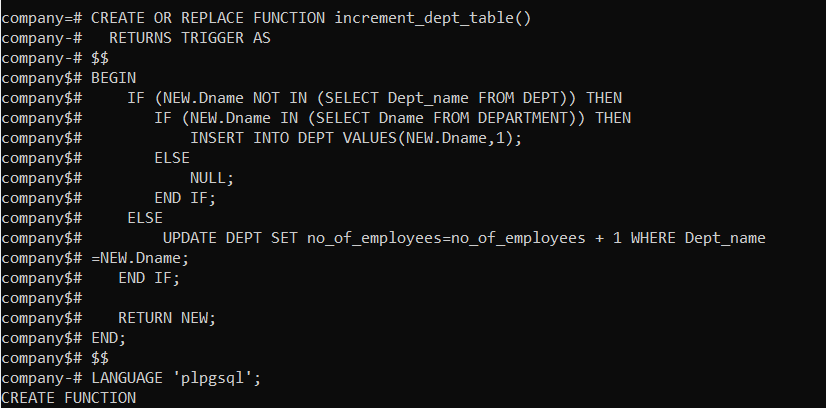 company=# CREATE OR REPLACE FUNCTION increment_dept_table()
company-#   RETURNS TRIGGER AS
company-# $$
company$# BEGIN
company$#     IF (NEW.Dname NOT IN (SELECT Dept_name FROM DEPT)) THEN
company$#        IF (NEW.Dname IN (SELECT Dname FROM DEPARTMENT)) THEN
company$#            INSERT INTO DEPT VALUES(NEW.Dname,1);
company$#        ELSE
company$#            NULL;
company$#        END IF;
company$#     ELSE
company$#         UPDATE DEPT SET no_of_employees=no_of_employees + 1 WHERE Dept_name
company$# =NEW.Dname;
company$#    END IF;
company$#
company$#    RETURN NEW;
company$# END;
company$# $$
company-# LANGUAGE 'plpgsql';
CREATE FUNCTION